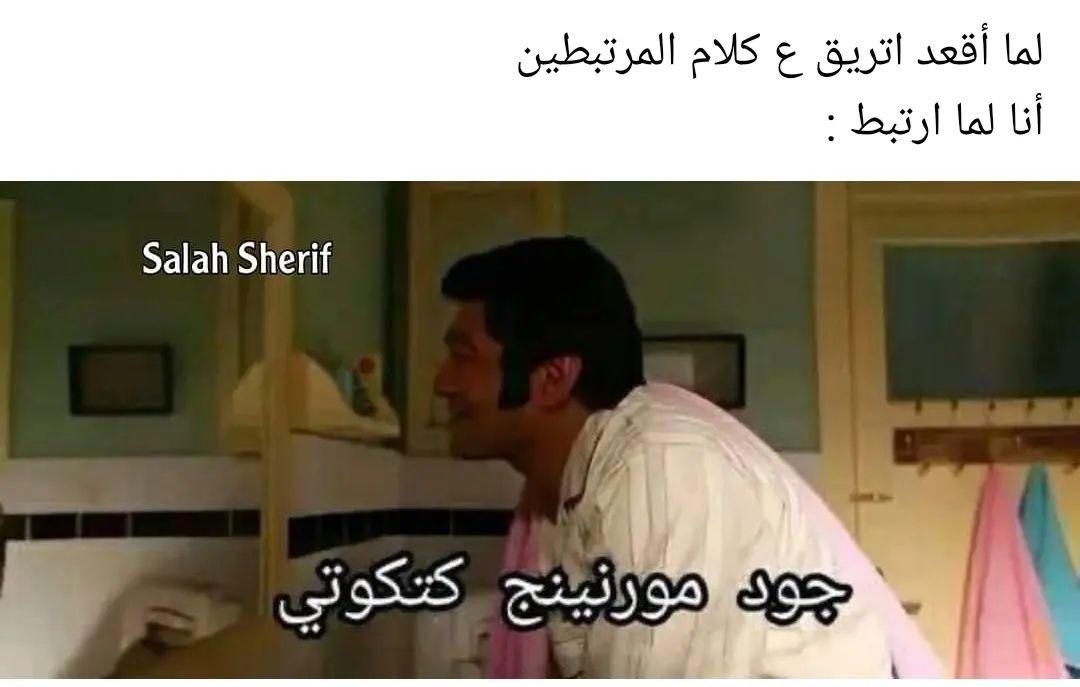 لما أقعد اتريق ع كلام المرتبطين
أنا لما ارتبط :
Salah Sherif
جود مورنينج كتكوتي